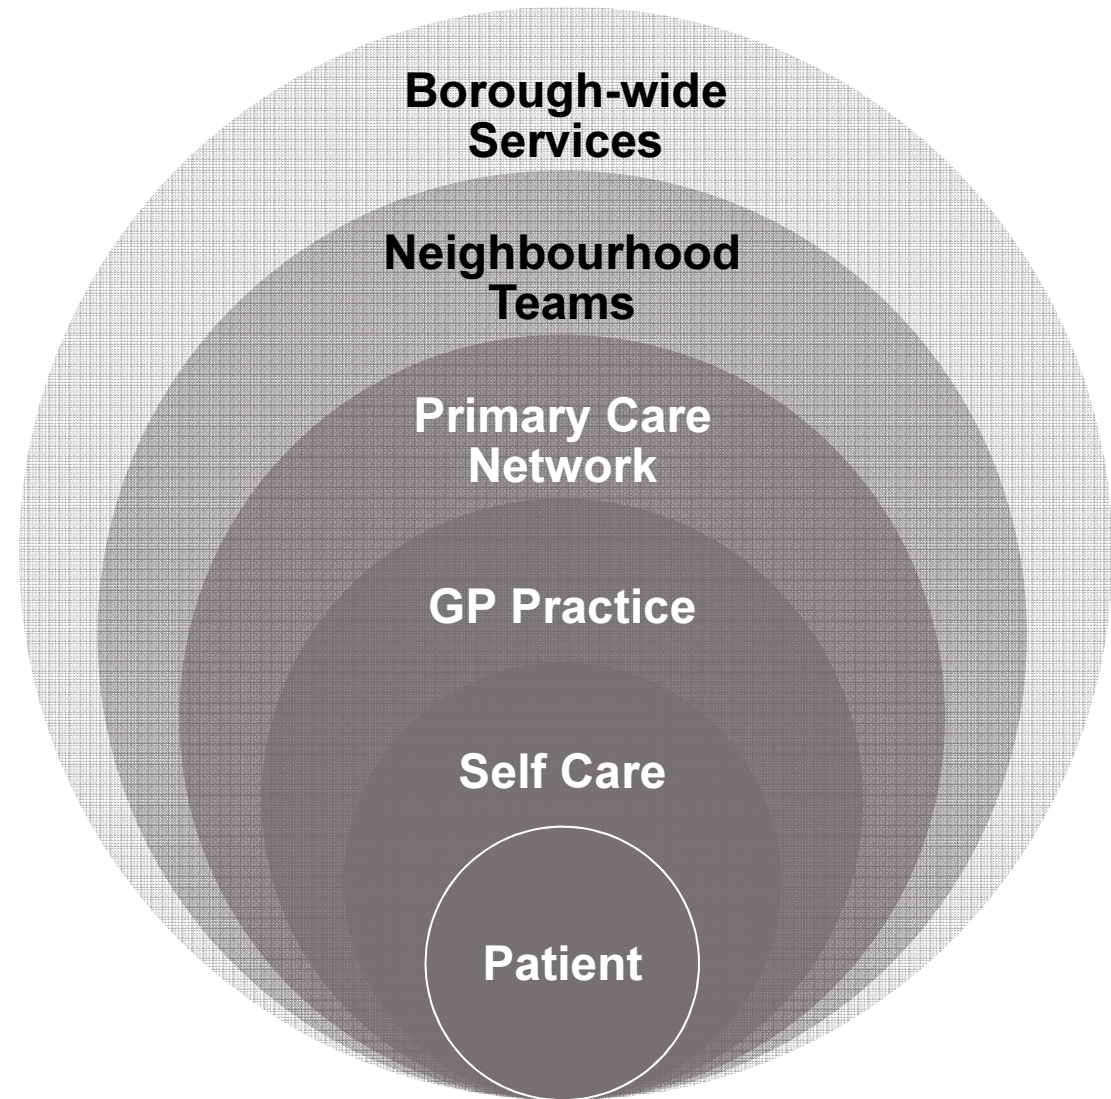 Borough-wide
Services
Neighbourhood
Teams
Primary Care
Network
GP Practice
Self Care
Patient